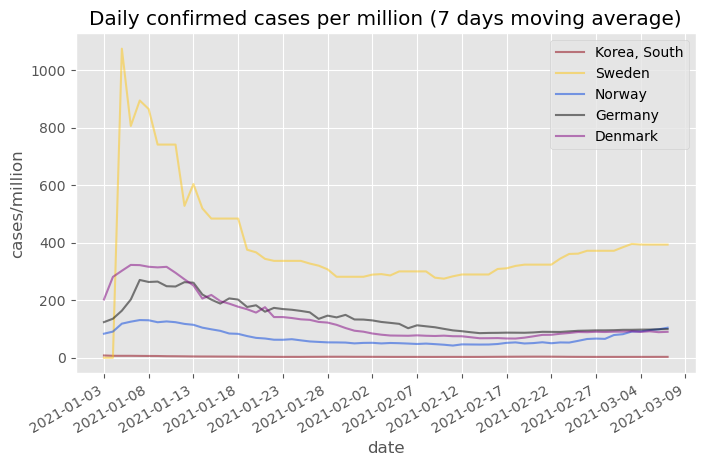 Daily confirmed cases per million (7 days moving average)
Korea, South
Sweden
Norway
Germany
Denmark
cases/million
1000
800
600
400
200
0
2021-01-03
2021-01-08
2021-01-13
2021-01-18
2021-01-23
2021-01-28
2021-02-02
2021-02-07
2021-02-12
2021-02-17
2021-02-22
2021-02-27
2021-03-04
2021-03-09
date